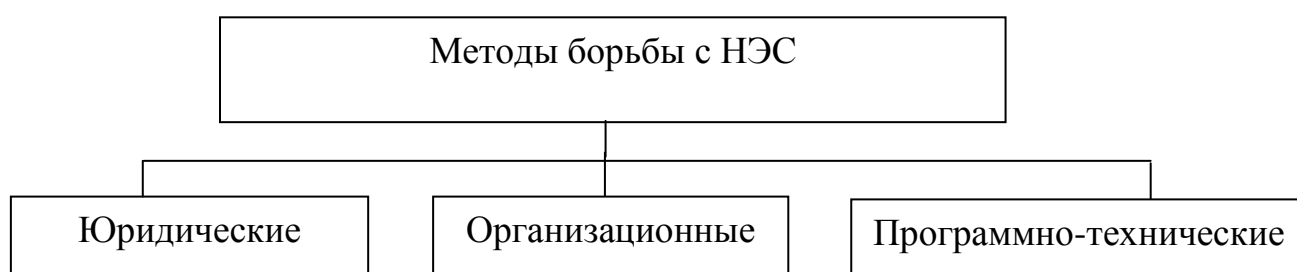 Методы борьбы с НЭС
Юридические
Организационные
Программно-технические